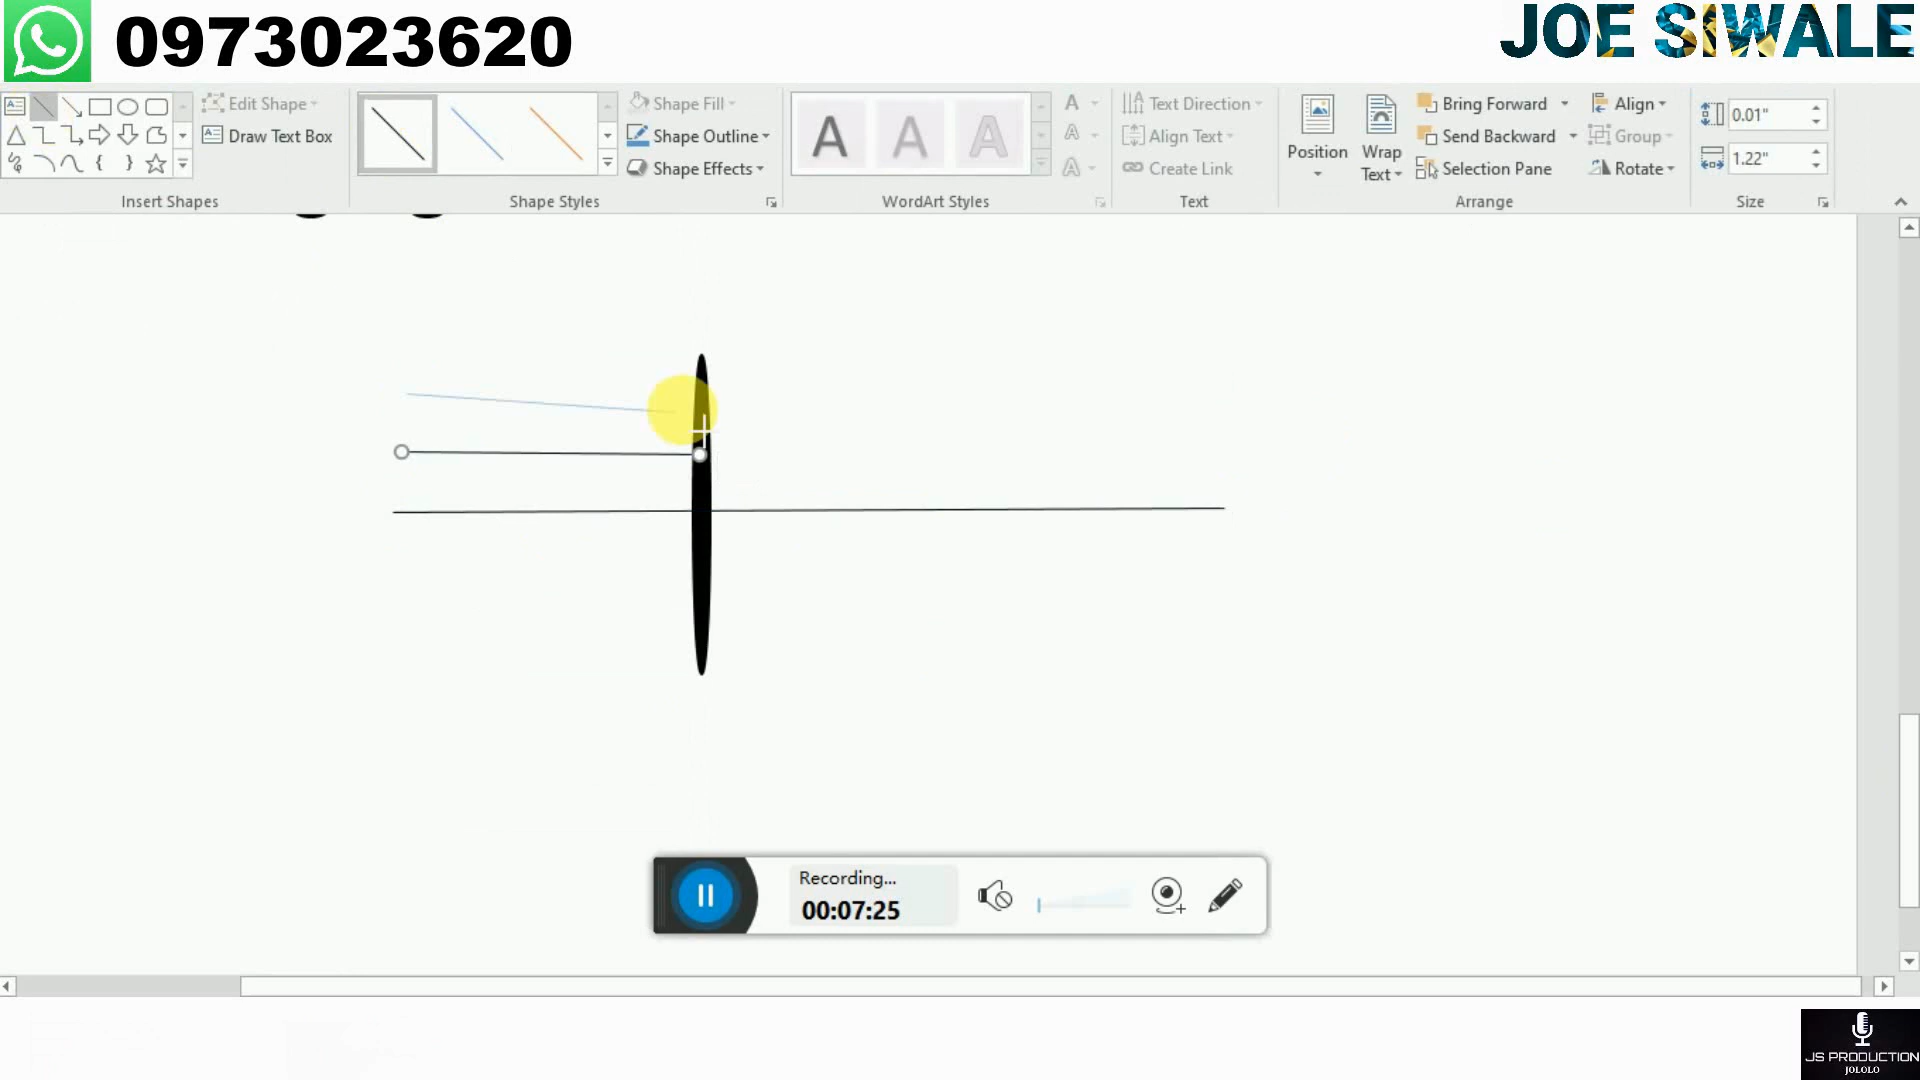 0973023620
JOE SIWALE
Edit Shape
Draw Text Box
Insert Shapes
Shape Fill
Shape Outline
Shape Effects
Shape Styles
A A A
WordArt Styles
A
A
A
Text Direction
Align Text
Create Link
Text
Position
Wrap
Text
Bring Forward
Send Backward
Selection Pane
Align
Group
Rotate
Arrange
0.01"
1.22"
Size
Recording...
00:07:25
JS PRODUCTION
JOLOLO